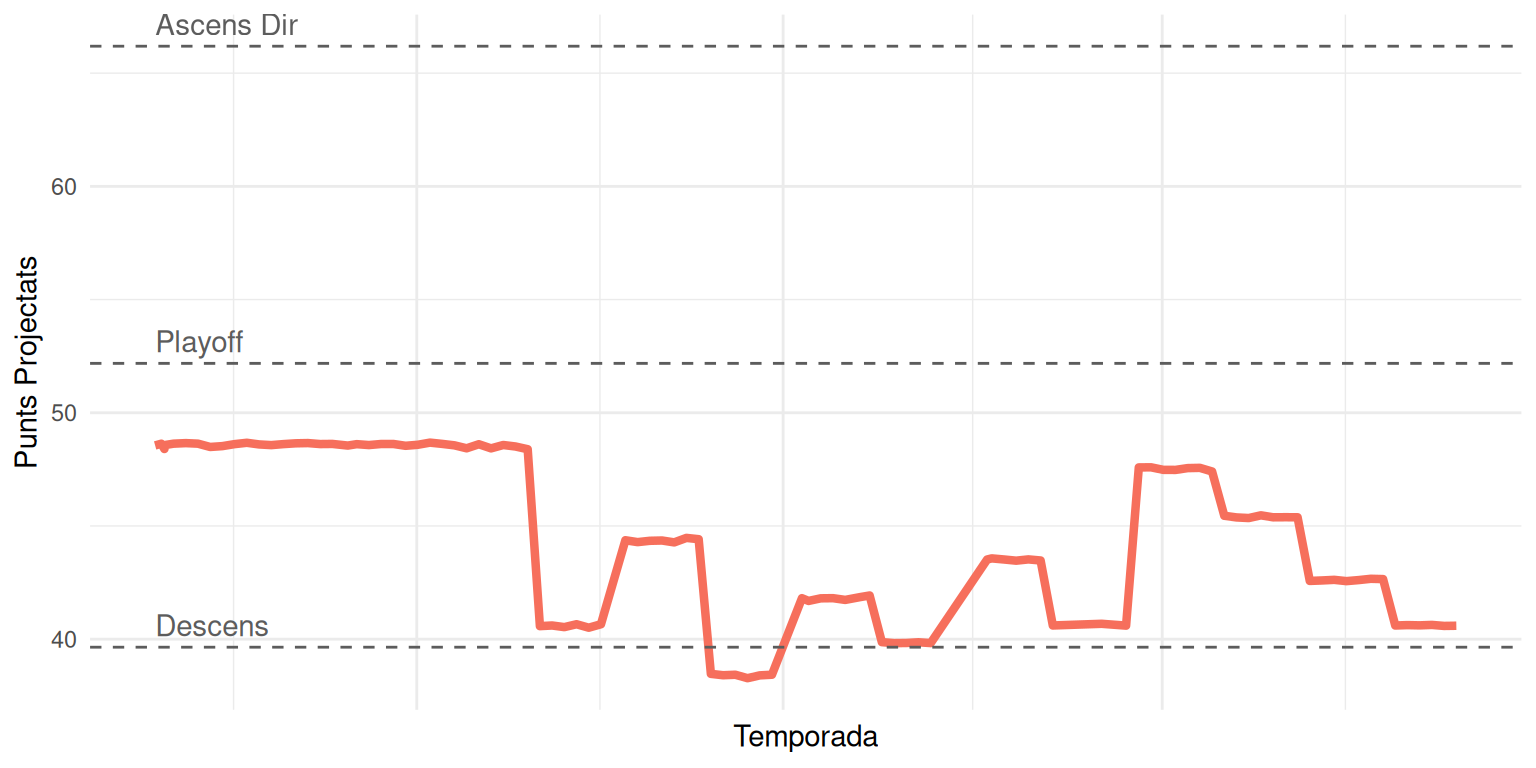 Ascens Dir
60
Playoff
50
Descens
40
Punts Projectats
Temporada